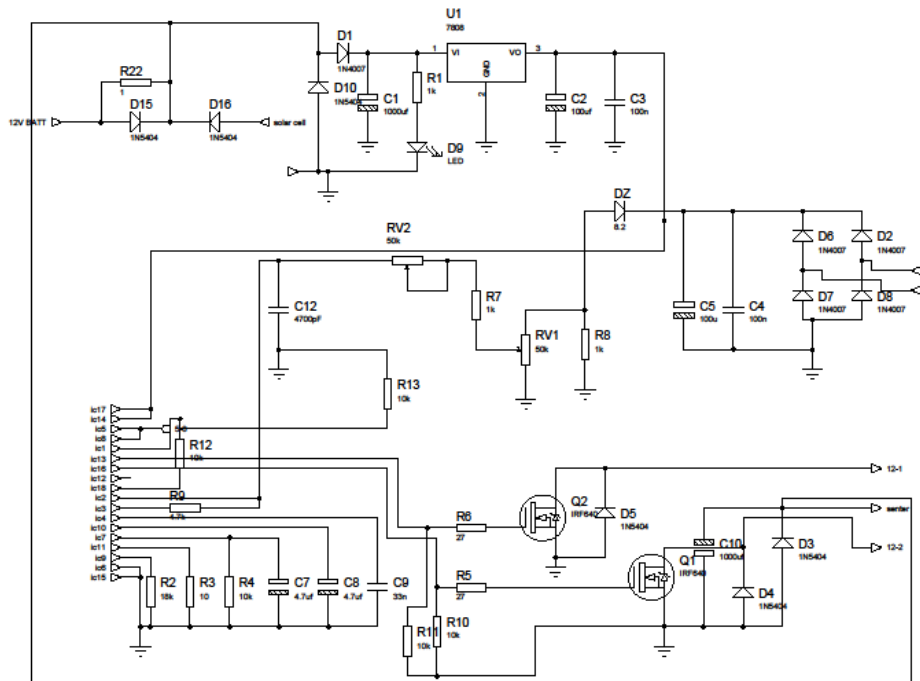 U1
7808
D1
1N4007
1
VI
VO
3
GND
2
R22
1
D10
1N5404
R1
1k
C1
1000uf
C2
100uf
C3
100n
12V BATT
D15
1N5404
D16
1N5404
solar cell
D9
LED
DZ
8.2
RV2
50k
D6
1N4007
D2
1N4007
C12
4700pF
R7
1k
RV1
50k
R8
1k
C5
100u
C4
100n
D7
1N4007
D8
1N4007
R13
10k
ic17
ic14
ic5
ic8
ic1
ic13
ic16
ic12
ic18
ic2
ic3
ic4
ic10
ic7
ic11
ic9
ic6
ic15
R12
10k
R9
4.7k
12-1
Q2
IRF640
D5
1N5404
R6
27
senter
12-2
C10
1000uf
D3
1N5404
Q1
IRF640
R5
27
D4
1N5404
R2
18k
R3
10
R4
10k
C7
4.7uf
C8
4.7uf
C9
33n
R11
10k
R10
10k